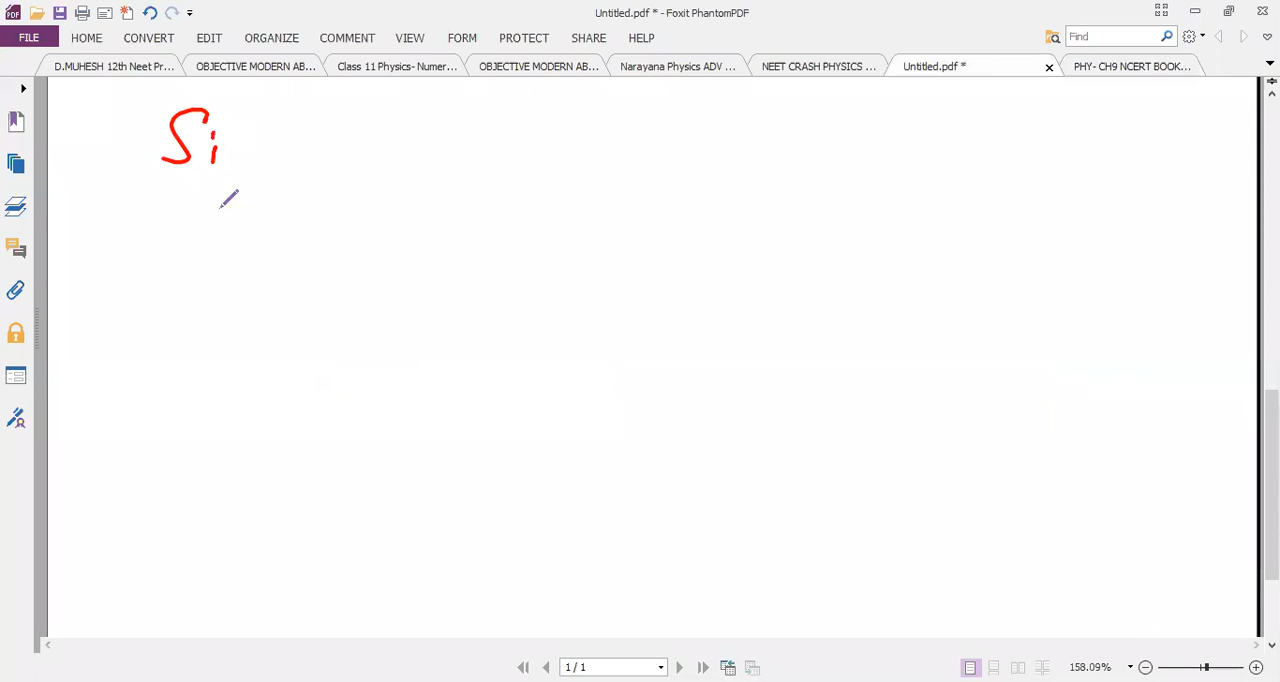 Untitled.pdf * - Foxit PhantomPDF
FILE HOME CONVERT EDIT ORGANIZE COMMENT VIEW FORM PROTECT SHARE HELP Find
D.MUHESH 12th Neet Pr... OBJECTIVE MODERN AB... Class 11 Physics- Numer... OBJECTIVE MODERN AB... Narayana Physics ADV ... NEET CRASH PHYSICS ... Untitled.pdf * PHY- CH9 NCERT BOOK...
Si
1 / 1 158.09%